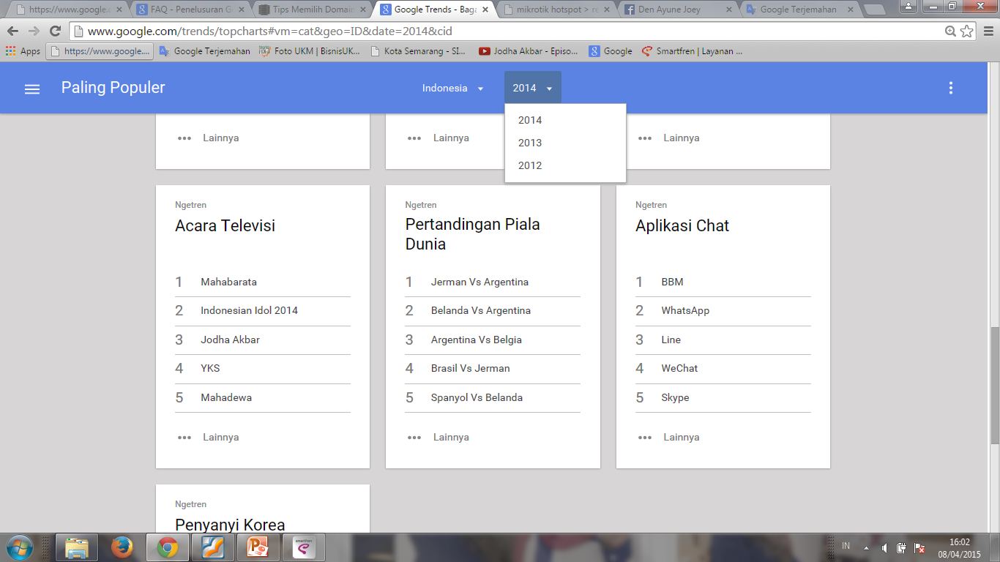 https://www.google.c
FAQ - Penelusuran G
Tips Memilih Domain
Google Trends - Baga
mikrotik hotspot > re
Den Ayune Joey
Google Terjemahan
www.google.com/trends/topcharts#vm=cat&geo=ID&date=2014&cid
Apps
https://www.google....
Google Terjemahan
Foto UKM | BisnisUK...
Kota Semarang - SI...
Jodha Akbar - Episo...
Google
Smartfren | Layanan ...
Paling Populer
Indonesia
2014
2014
2013
2012
Lainnya
Lainnya
Lainnya
Ngetren
Acara Televisi
1 Mahabarata
2 Indonesian Idol 2014
3 Jodha Akbar
4 YKS
5 Mahadewa
Lainnya
Ngetren
Pertandingan Piala
Dunia
1 Jerman Vs Argentina
2 Belanda Vs Argentina
3 Argentina Vs Belgia
4 Brasil Vs Jerman
5 Spanyol Vs Belanda
Lainnya
Ngetren
Aplikasi Chat
1 BBM
2 WhatsApp
3 Line
4 WeChat
5 Skype
Lainnya
Ngetren
Penyanyi Korea
smartfren
IN
16:02
08/04/2015